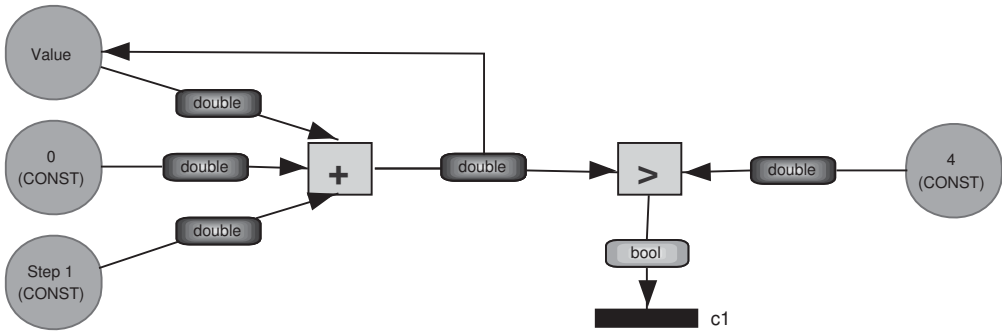 Value
double
0
(CONST)
double
+
double
>
double
4
(CONST)
double
Step 1
(CONST)
bool
c1